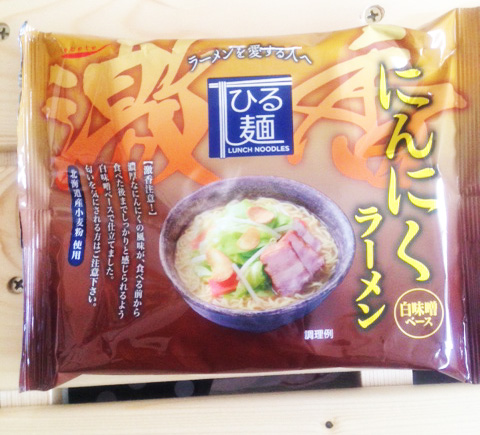 ラーメンを愛する人へ
激香
ひる
麺
LUNCH NOODLES
にんにく
ラーメン
白味噌
ベース
【激香注意!】
濃厚なにんにくの風味が、食べる前から
食べた後までしっかりと感じられるよう
白味噌ベースで仕立てました。
匂いを気にされる方はご注意下さい。
北海道産小麦粉 使用
調理例